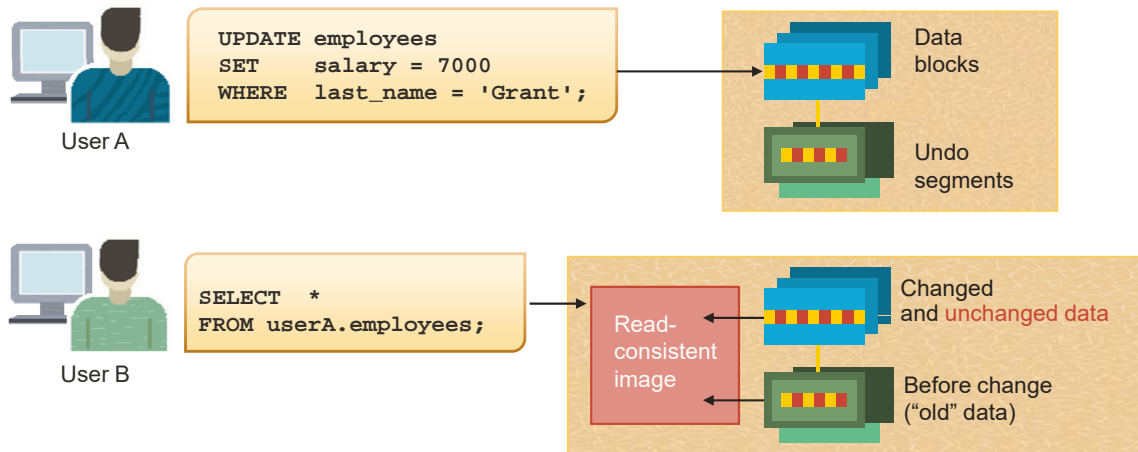 UPDATE employees
SET salary = 7000
WHERE last_name = 'Grant';
User A
Data
blocks
Undo
segments
SELECT *
FROM userA.employees;
User B
Read-
consistent
image
Changed
and unchanged data
Before change
(“old” data)